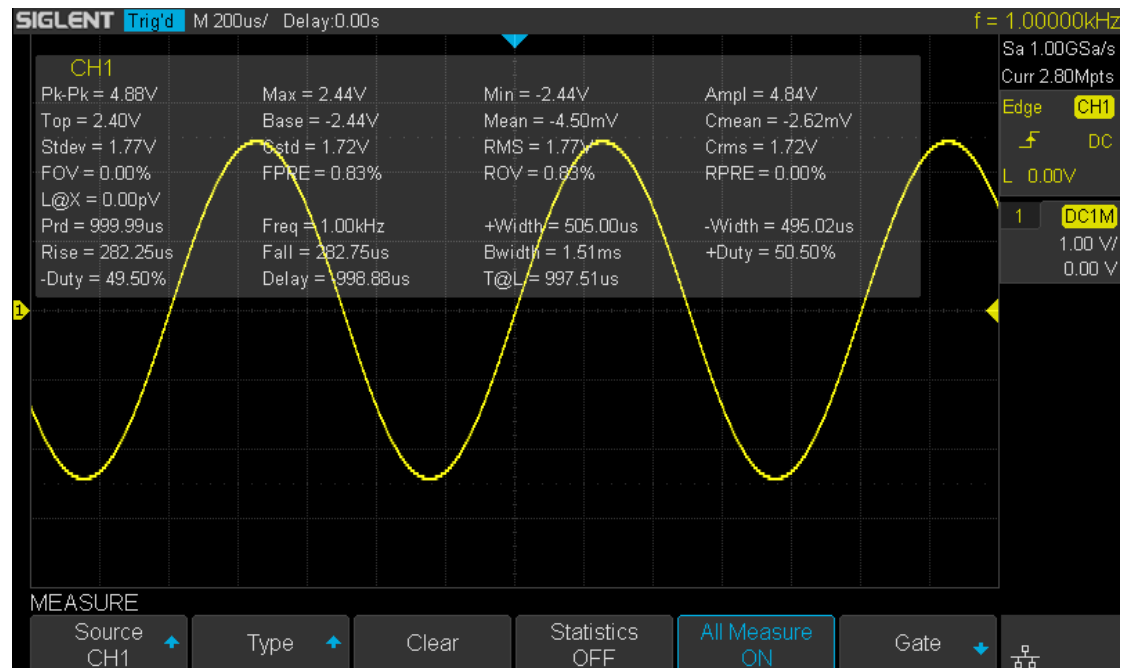 SIGLENT Trig'd M 200us/ Delay:0.00s f = 1.00000kHz
Sa 1.00GSa/s
Curr 2.80Mpts
CH1
Pk-Pk = 4.88V Max = 2.44V Min = -2.44V Ampl = 4.84V
Top = 2.40V Base = -2.44V Mean = -4.50mV Cmean = -2.62mV
Stdev = 1.77V Cstd = 1.72V RMS = 1.77V Crms = 1.72V
FOV = 0.00% FPRE = 0.83% ROV = 0.83% RPRE = 0.00%
L@X = 0.00pV
Prd = 999.99us Freq = 1.00kHz +Width = 505.00us -Width = 495.02us
Rise = 282.25us Fall = 282.75us Bwidth = 1.51ms +Duty = 50.50%
-Duty = 49.50% Delay = -998.88us T@L = 997.51us
Edge CH1
DC
L 0.00V
1 DC1M
1.00 V/
0.00 V
1
MEASURE
Source CH1
Type
Clear
Statistics OFF
All Measure ON
Gate